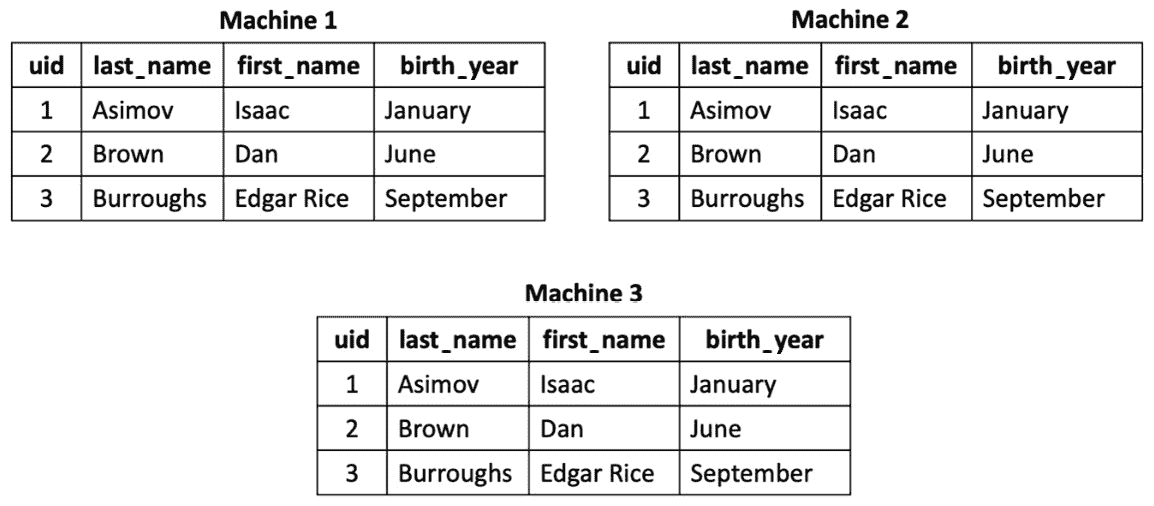 Machine 1
uid last_name first_name birth_year
1 Asimov Isaac January
2 Brown Dan June
3 Burroughs Edgar Rice September
Machine 2
uid last_name first_name birth_year
1 Asimov Isaac January
2 Brown Dan June
3 Burroughs Edgar Rice September
Machine 3
uid last_name first_name birth_year
1 Asimov Isaac January
2 Brown Dan June
3 Burroughs Edgar Rice September